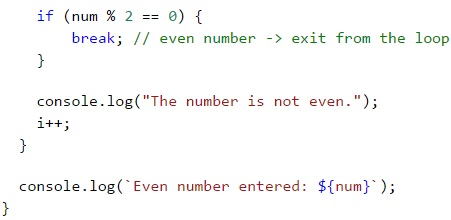 if (num % 2 == 0) {
break; // even number -> exit from the loop
}
console.log("The number is not even.");
i++;
}
console.log(`Even number entered: ${num}`);
}